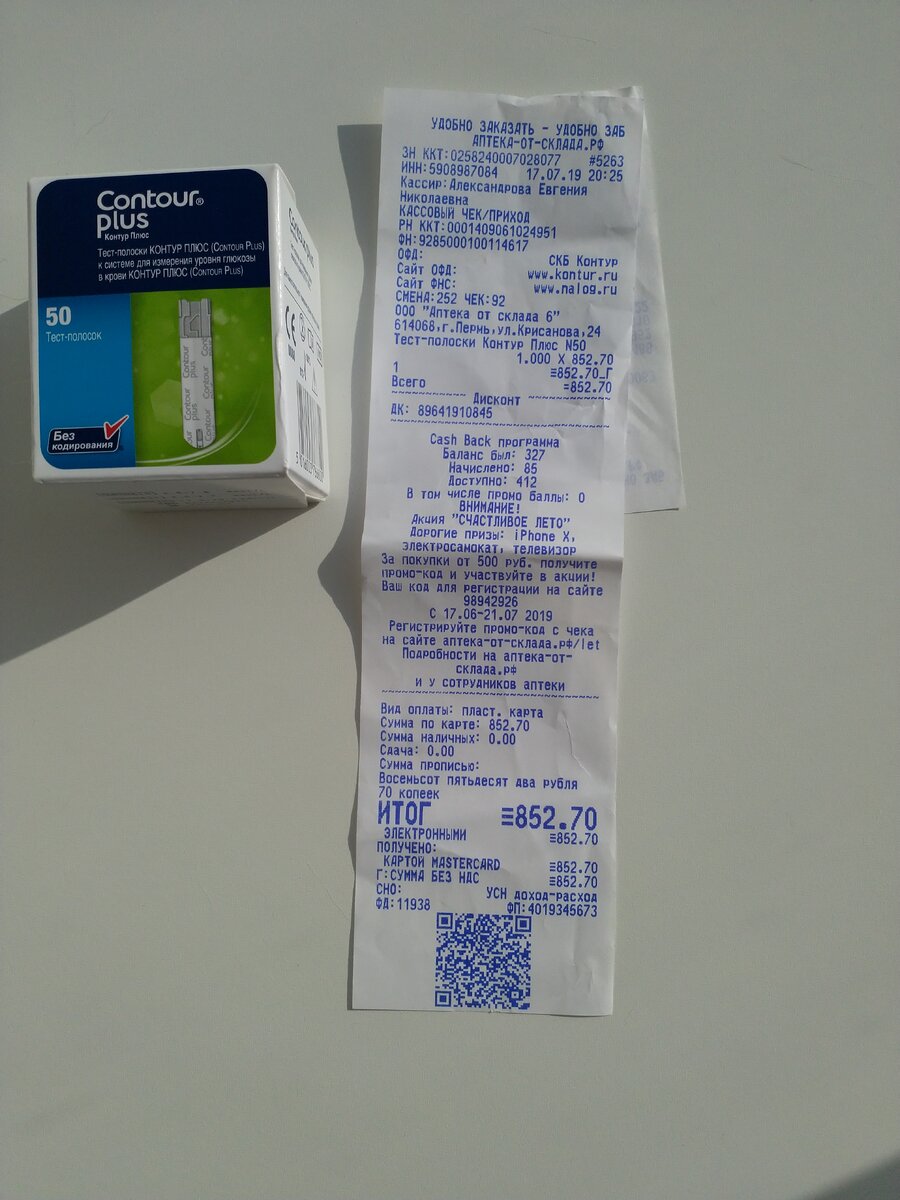 Contour®
plus
Контур Плюс
Тест-полоски КОНТУР ПЛЮС (Contour Plus)
к системе для измерения уровня глюкозы
в крови КОНТУР ПЛЮС (Contour Plus)
50
Тест-полосок
Contour
plus
Без
кодирования
УДОБНО ЗАКАЗАТЬ - УДОБНО ЗАБ
АПТЕКА-ОТ-СКЛАДА.РФ
ЗН ККТ:0258240007028077 #5263
ИНН:5908987084 17.07.19 20:25
Кассир:Александрова Евгения
Николаевна
КАССОВЫЙ ЧЕК/ПРИХОД
РН ККТ:0001409061024951
ФН:9285000100114617
ОФД: СКБ Контур
Сайт ОФД: www.kontur.ru
Сайт ФНС: www.nalog.ru
СМЕНА:252 ЧЕК:92
ООО "Аптека от склада 6"
614068,г.Пермь,ул.Крисанова,24
Тест-полоски Контур Плюс N50
1.000 X 852.70
1 ≡852.70_Г
Всего ≡852.70
Дисконт
ДК: 89641910845
Cash Back программа
Баланс был: 327
Начислено: 85
Доступно: 412
В том числе промо баллы: 0
ВНИМАНИЕ!
Акция "СЧАСТЛИВОЕ ЛЕТО"
Дорогие призы: iPhone X,
электросамокат, телевизор
За покупки от 500 руб. получите
промо-код и участвуйте в акции!
Ваш код для регистрации на сайте
98942926
С 17.06-21.07 2019
Регистрируйте промо-код с чека
на сайте аптека-от-склада.рф/let
Подробности на аптека-от-
склада.рф
и у сотрудников аптеки
Вид оплаты: пласт. карта
Сумма по карте: 852.70
Сумма наличных: 0.00
Сдача: 0.00
Сумма прописью:
Восемьсот пятьдесят два рубля
70 копеек
ИТОГ ≡852.70
ЭЛЕКТРОННЫМИ ≡852.70
ПОЛУЧЕНО:
КАРТОЙ MASTERCARD ≡852.70
Г:СУММА БЕЗ НДС ≡852.70
СНО: УСН доход-расход
ФД:11938 ФП:4019345673